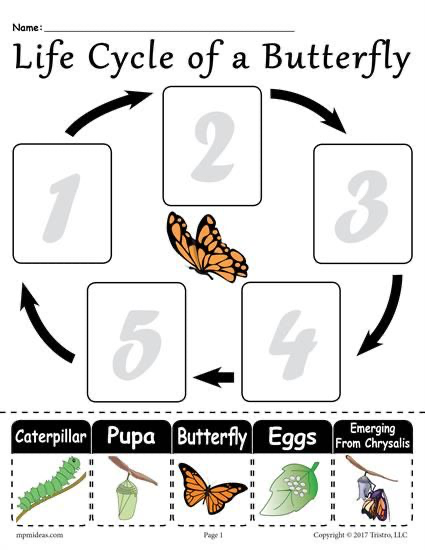 Name:
Life Cycle of a Butterfly
1
2
3
5
4
Caterpillar
Pupa
Butterfly
Eggs
Emerging
From Chrysalis
mpmideas.com
Page 1
Copyright © 2017 Tristro, LLC